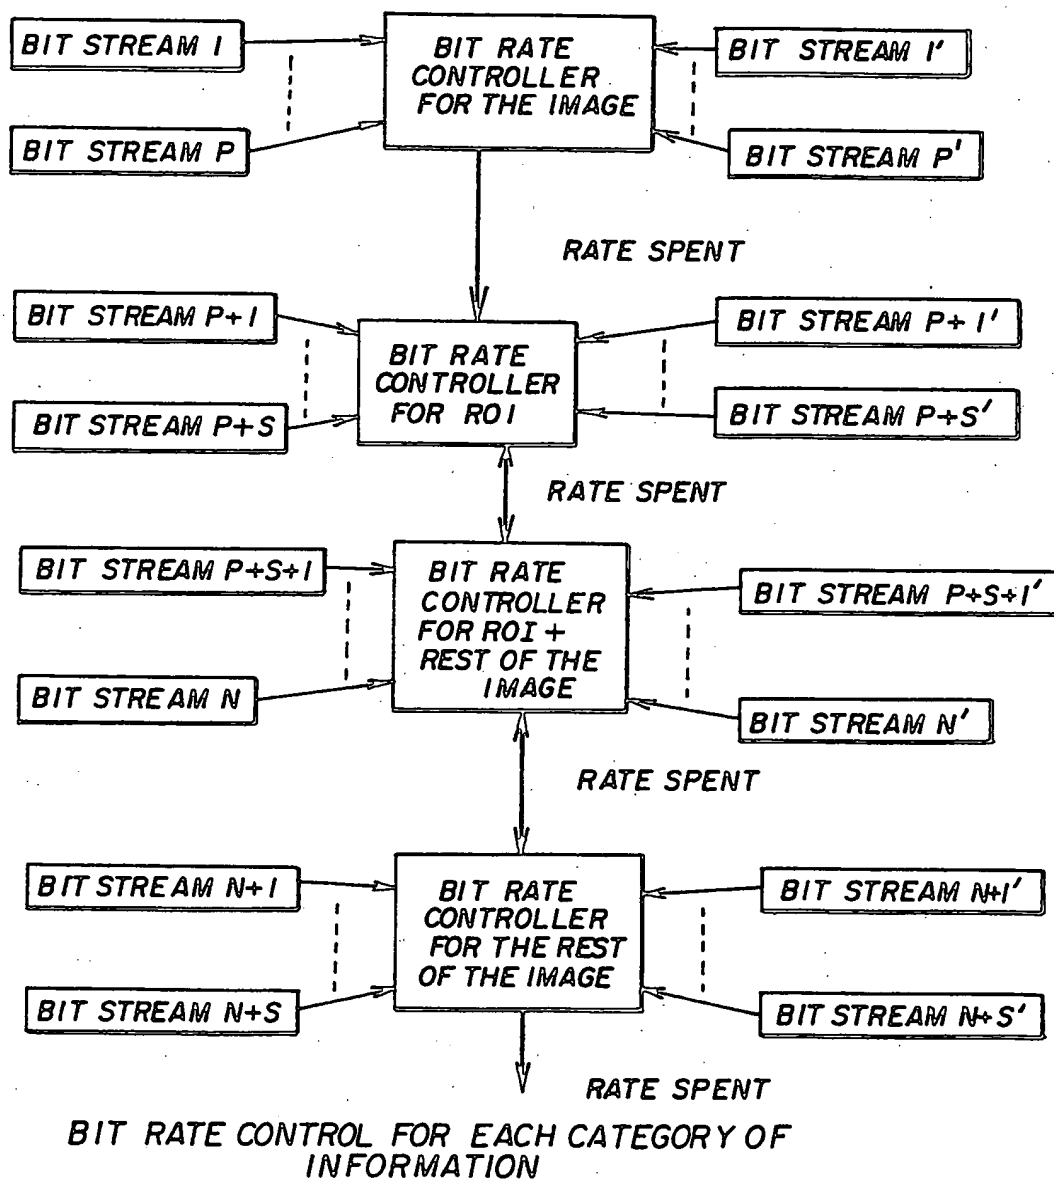 BIT STREAM 1
BIT RATE
CONTROLLER
FOR THE IMAGE
BIT STREAM 1'
BIT STREAM P
BIT STREAM P'
RATE SPENT
BIT STREAM P+1
BIT RATE
CONTROLLER
FOR ROI
BIT STREAM P+1'
BIT STREAM P+S
BIT STREAM P+S'
RATE SPENT
BIT STREAM P+S+1
BIT RATE
CONTROLLER
FOR ROI +
REST OF THE
IMAGE
BIT STREAM P+S+1'
BIT STREAM N
BIT STREAM N'
RATE SPENT
BIT STREAM N+1
BIT RATE
CONTROLLER
FOR THE REST
OF THE IMAGE
BIT STREAM N+1'
BIT STREAM N+S
BIT STREAM N+S'
RATE SPENT
BIT RATE CONTROL FOR EACH CATEGORY OF
INFORMATION